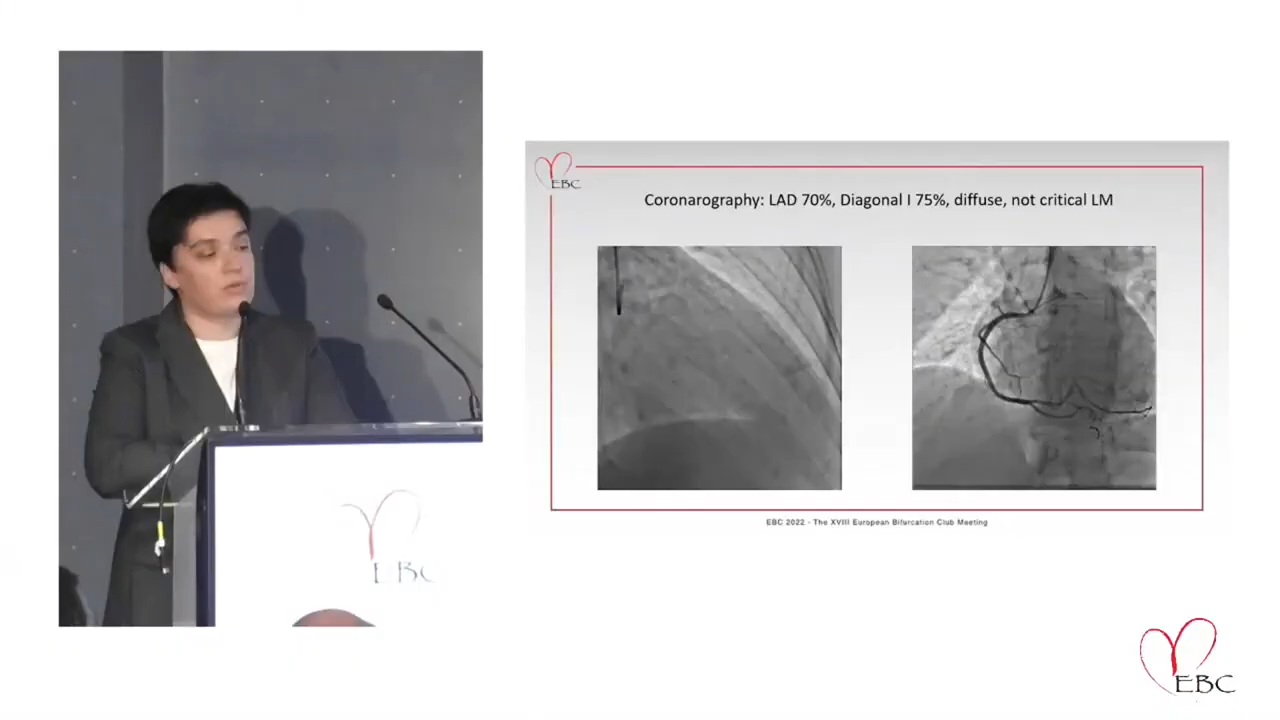 EBC
Coronarography: LAD 70%, Diagonal I 75%, diffuse, not critical LM
EBC 2022 - The XVIII European Bifurcation Club Meeting
EBC
EBC